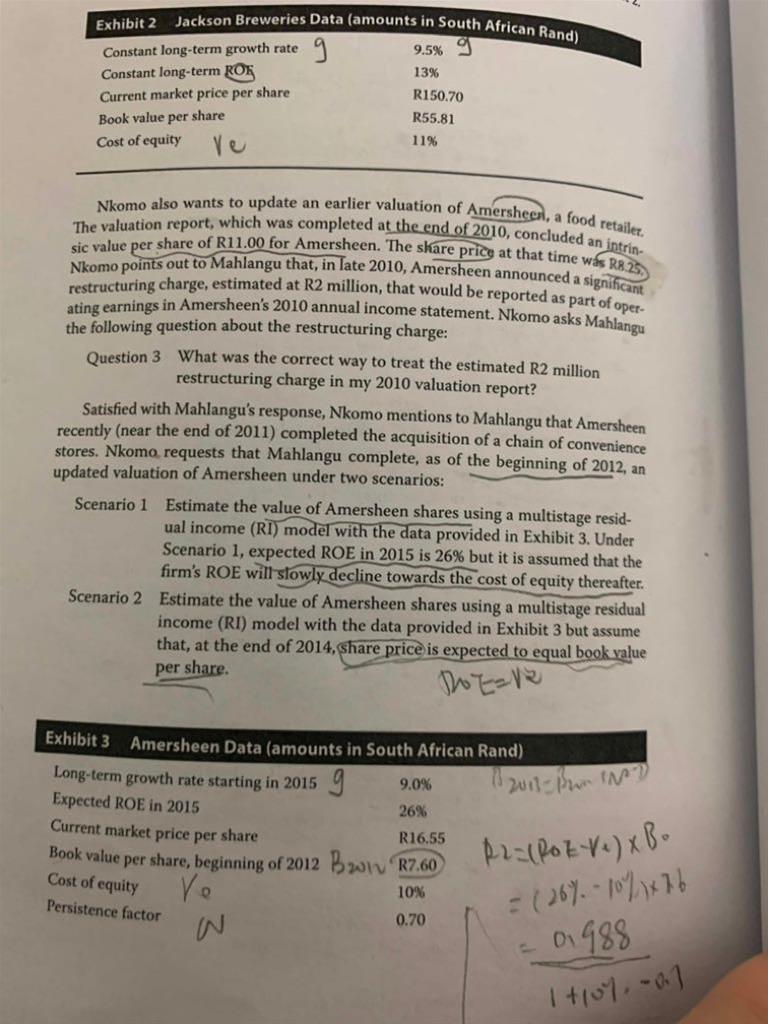 Exhibit 2 Jackson Breweries Data (amounts in South African Rand)
Constant long-term growth rate g 9.5% g
Constant long-term ROE 13%
Current market price per share R150.70
Book value per share R55.81
Cost of equity re 11%
Nkomo also wants to update an earlier valuation of Amersheen, a food retailer.
The valuation report, which was completed at the end of 2010, concluded an intrin-
sic value per share of R11.00 for Amersheen. The share price at that time was R8.25.
Nkomo points out to Mahlangu that, in late 2010, Amersheen announced a significant
restructuring charge, estimated at R2 million, that would be reported as part of oper-
ating earnings in Amersheen's 2010 annual income statement. Nkomo asks Mahlangu
the following question about the restructuring charge:
Question 3 What was the correct way to treat the estimated R2 million
restructuring charge in my 2010 valuation report?
Satisfied with Mahlangu's response, Nkomo mentions to Mahlangu that Amersheen
recently (near the end of 2011) completed the acquisition of a chain of convenience
stores. Nkomo requests that Mahlangu complete, as of the beginning of 2012, an
updated valuation of Amersheen under two scenarios:
Scenario 1 Estimate the value of Amersheen shares using a multistage resid-
ual income (RI) model with the data provided in Exhibit 3. Under
Scenario 1, expected ROE in 2015 is 26% but it is assumed that the
firm's ROE will slowly decline towards the cost of equity thereafter.
Scenario 2 Estimate the value of Amersheen shares using a multistage residual
income (RI) model with the data provided in Exhibit 3 but assume
that, at the end of 2014, share price is expected to equal book value
per share.
ROE=re
Exhibit 3 Amersheen Data (amounts in South African Rand)
Long-term growth rate starting in 2015 g 9.0%
Expected ROE in 2015 26%
Current market price per share R16.55
Book value per share, beginning of 2012 B2012 R7.60
Cost of equity re 10%
Persistence factor W 0.70
RI=(ROE-re)×B0
=(26%-10%)×7.6
= 0.988
1+10%-0.7